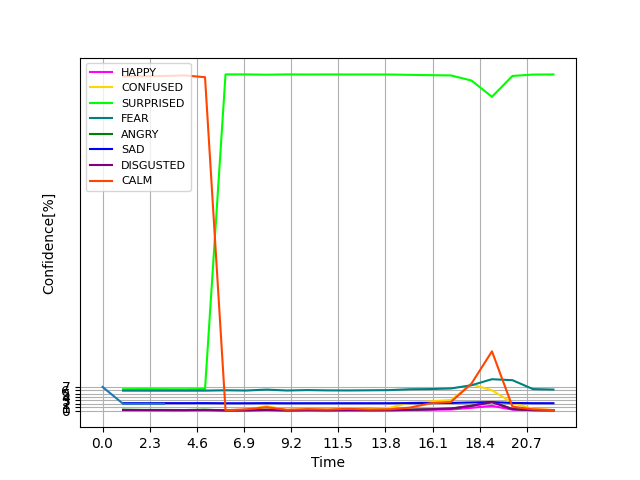 HAPPY
CONFUSED
SURPRISED
FEAR
ANGRY
SAD
DISGUSTED
CALM
Confidence[%]
7
0.0 2.3 4.6 6.9 9.2 11.5 13.8 16.1 18.4 20.7
Time